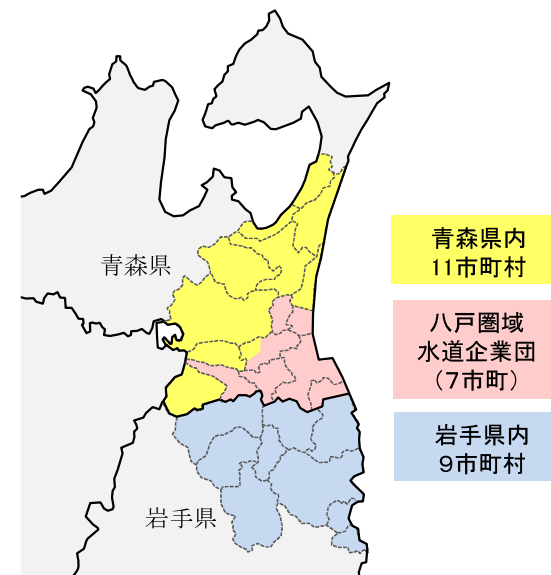 青森県
青森県内
11市町村
八戸圏域
水道企業団
（７市町）
岩手県内
９市町村
岩手県